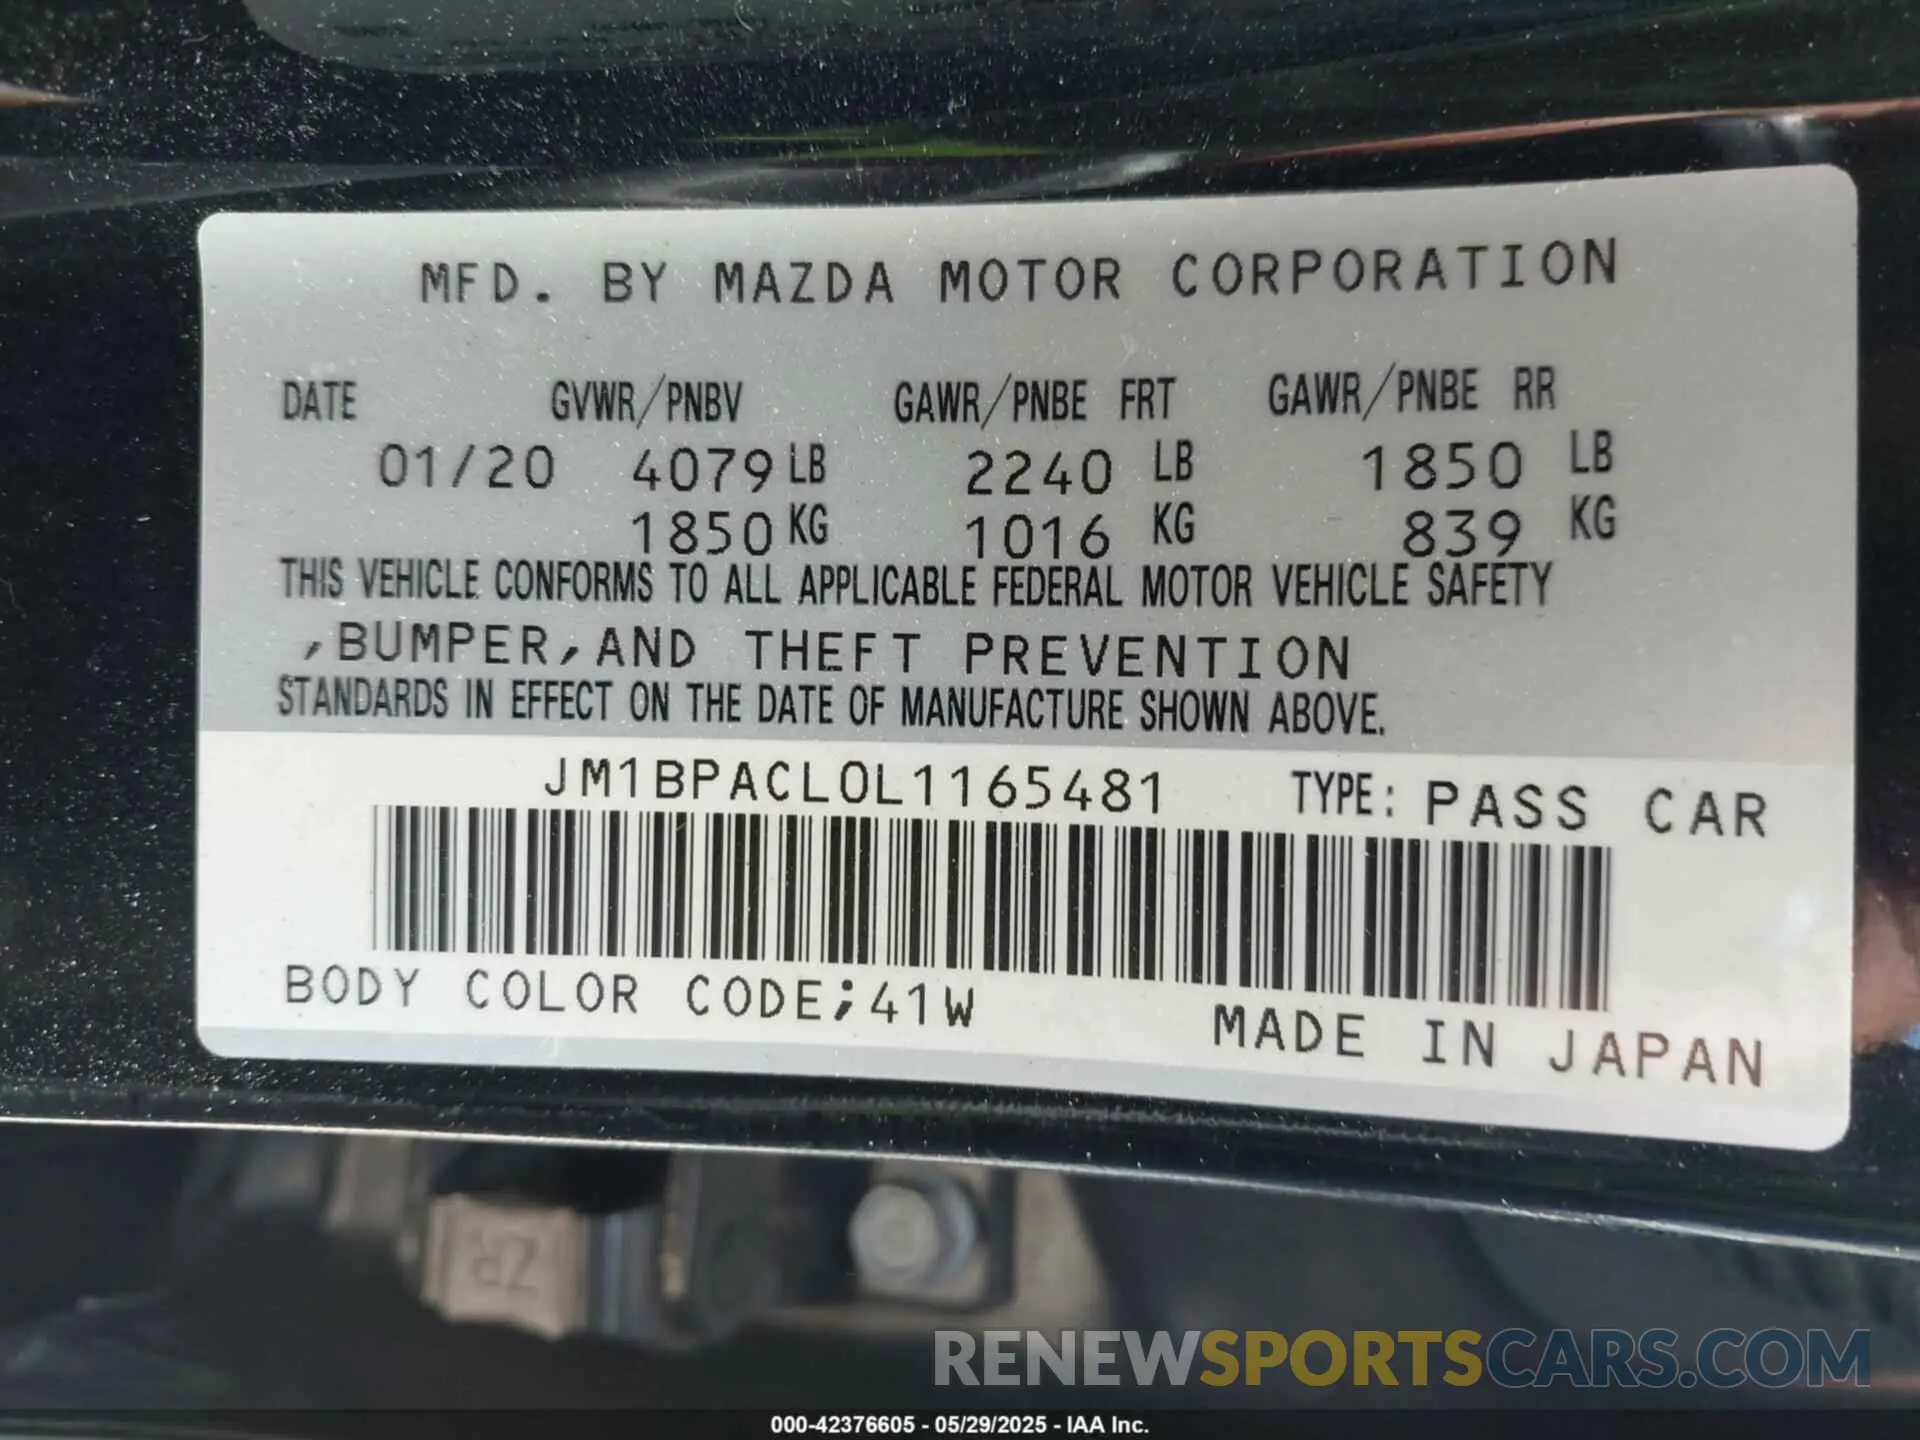 MFD. BY MAZDA MOTOR CORPORATION
DATE GVWR/PNBV GAWR/PNBE FRT GAWR/PNBE RR
01/20 4079 LB 2240 LB 1850 LB
1850 KG 1016 KG 839 KG
THIS VEHICLE CONFORMS TO ALL APPLICABLE FEDERAL MOTOR VEHICLE SAFETY
,BUMPER,AND THEFT PREVENTION
STANDARDS IN EFFECT ON THE DATE OF MANUFACTURE SHOWN ABOVE.
JM1BPACL0L1165481 TYPE: PASS CAR
BODY COLOR CODE;41W
MADE IN JAPAN
RENEWSPORTSCARS.COM
000-42376605 - 05/29/2025 - IAA Inc.